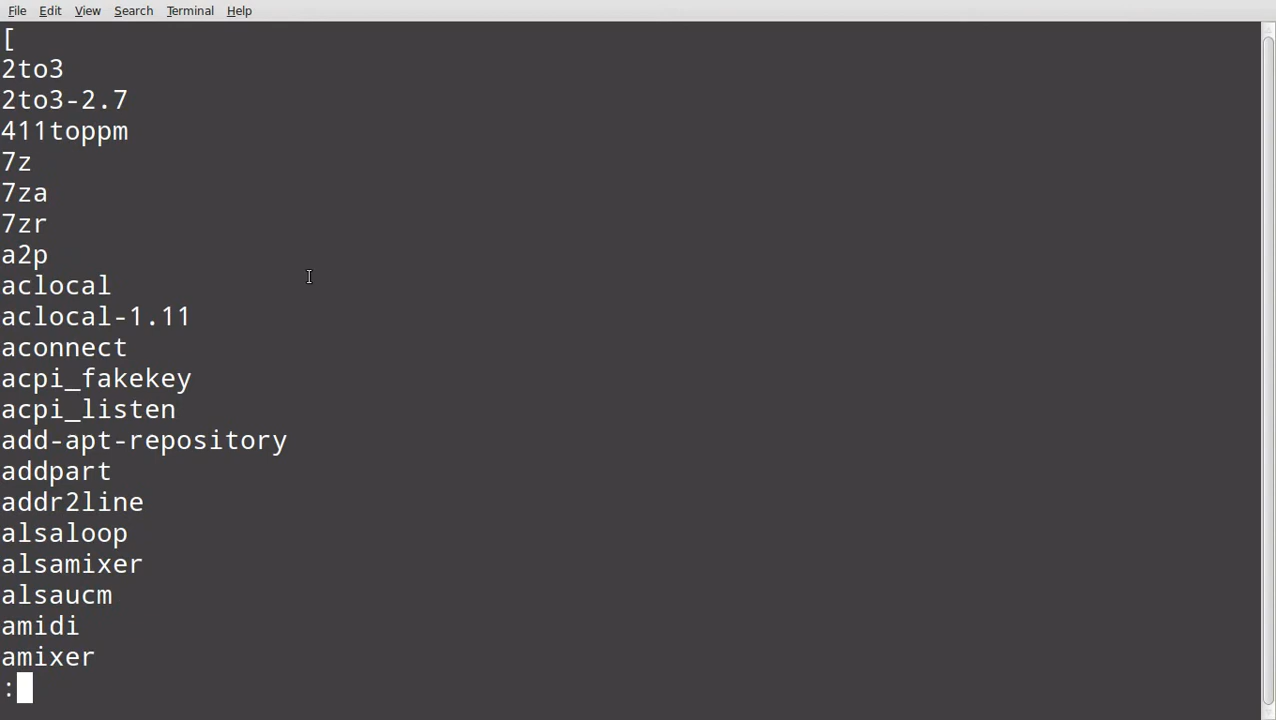 File Edit View Search Terminal Help
[
2to3
2to3-2.7
411toppm
7z
7za
7zr
a2p
aclocal
aclocal-1.11
aconnect
acpi_fakekey
acpi_listen
add-apt-repository
addpart
addr2line
alsaloop
alsamixer
alsaucm
amidi
amixer
: